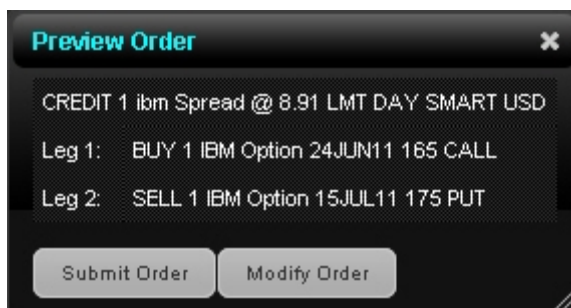 Preview Order
CREDIT 1 ibm Spread @ 8.91 LMT DAY SMART USD
Leg 1: BUY 1 IBM Option 24JUN11 165 CALL
Leg 2: SELL 1 IBM Option 15JUL11 175 PUT
Submit Order Modify Order